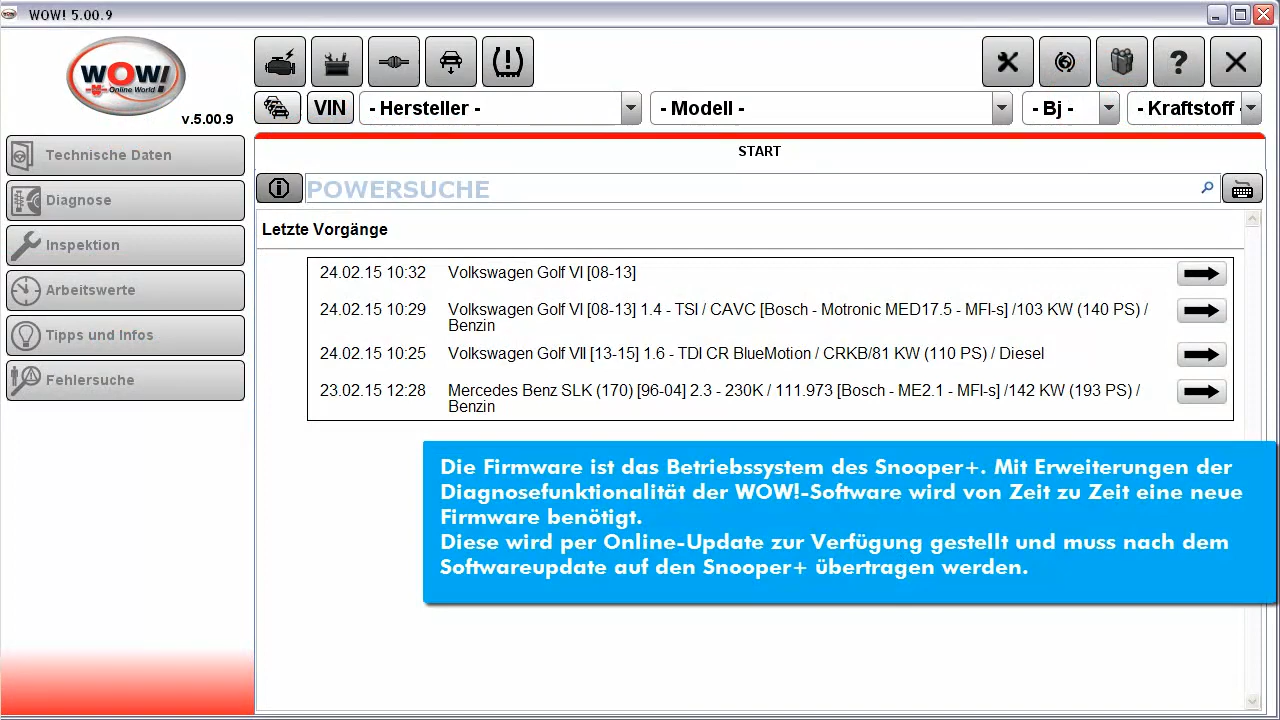 WOW! 5.00.9
WOW!
Online World
v.5.00.9
VIN
- Hersteller -
- Modell -
- Bj -
- Kraftstoff -
Technische Daten
Diagnose
Inspektion
Arbeitswerte
Tipps und Infos
Fehlersuche
START
POWERSUCHE
Letzte Vorgänge
24.02.15 10:32 Volkswagen Golf VI [08-13]
24.02.15 10:29 Volkswagen Golf VI [08-13] 1.4 - TSI / CAVC [Bosch - Motronic MED17.5 - MFI-s] /103 KW (140 PS) /
Benzin
24.02.15 10:25 Volkswagen Golf VII [13-15] 1.6 - TDI CR BlueMotion / CRKB/81 KW (110 PS) / Diesel
23.02.15 12:28 Mercedes Benz SLK (170) [96-04] 2.3 - 230K / 111.973 [Bosch - ME2.1 - MFI-s] /142 KW (193 PS) /
Benzin
Die Firmware ist das Betriebssystem des Snooper+. Mit Erweiterungen der
Diagnosefunktionalität der WOW!-Software wird von Zeit zu Zeit eine neue
Firmware benötigt.
Diese wird per Online-Update zur Verfügung gestellt und muss nach dem
Softwareupdate auf den Snooper+ übertragen werden.